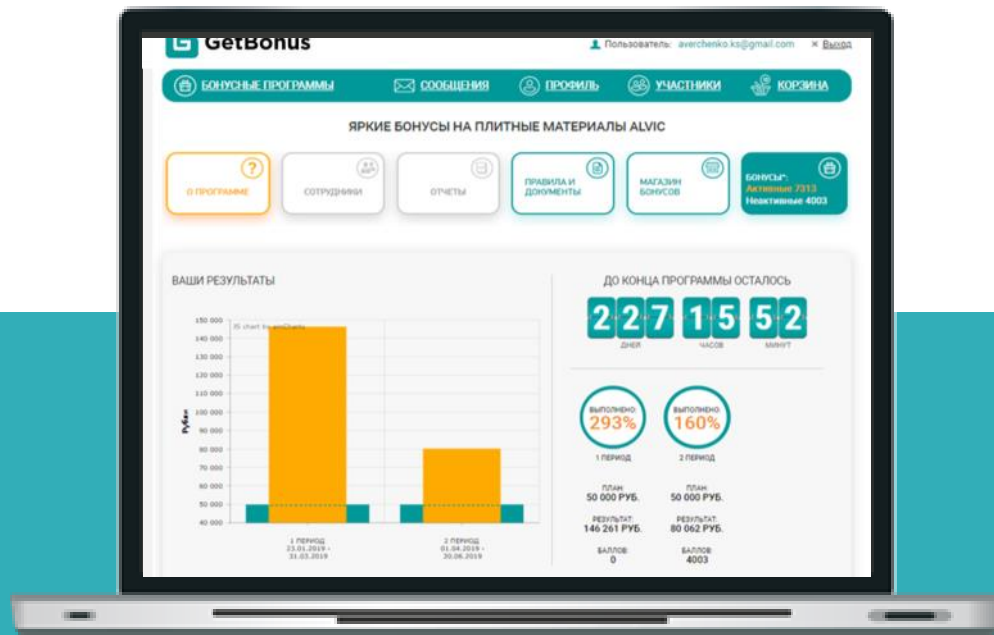 GetBonus
Пользователь: averchenko.ks@gmail.com × Выход
БОНУСНЫЕ ПРОГРАММЫ СООБЩЕНИЯ ПРОФИЛЬ УЧАСТНИКИ КОРЗИНА
ЯРКИЕ БОНУСЫ НА ПЛИТНЫЕ МАТЕРИАЛЫ ALVIC
О ПРОГРАММЕ
СОТРУДНИКИ
ОТЧЕТЫ
ПРАВИЛА И
ДОКУМЕНТЫ
МАГАЗИН
БОНУСОВ
БОНУСЫ*:
Активные 7313
Неактивные 4003
ВАШИ РЕЗУЛЬТАТЫ
JS chart by amCharts
Рубли
150 000
140 000
130 000
120 000
110 000
100 000
90 000
80 000
70 000
60 000
50 000
40 000
1 ПЕРИОД
23.01.2019 -
31.03.2019
2 ПЕРИОД
01.04.2019 -
30.06.2019
ДО КОНЦА ПРОГРАММЫ ОСТАЛОСЬ
227 15 52
ДНЕЙ ЧАСОВ МИНУТ
ВЫПОЛНЕНО:
293%
1 ПЕРИОД
ПЛАН:
50 000 РУБ.
РЕЗУЛЬТАТ:
146 261 РУБ.
БАЛЛОВ:
0
ВЫПОЛНЕНО:
160%
2 ПЕРИОД
ПЛАН:
50 000 РУБ.
РЕЗУЛЬТАТ:
80 062 РУБ.
БАЛЛОВ:
4003